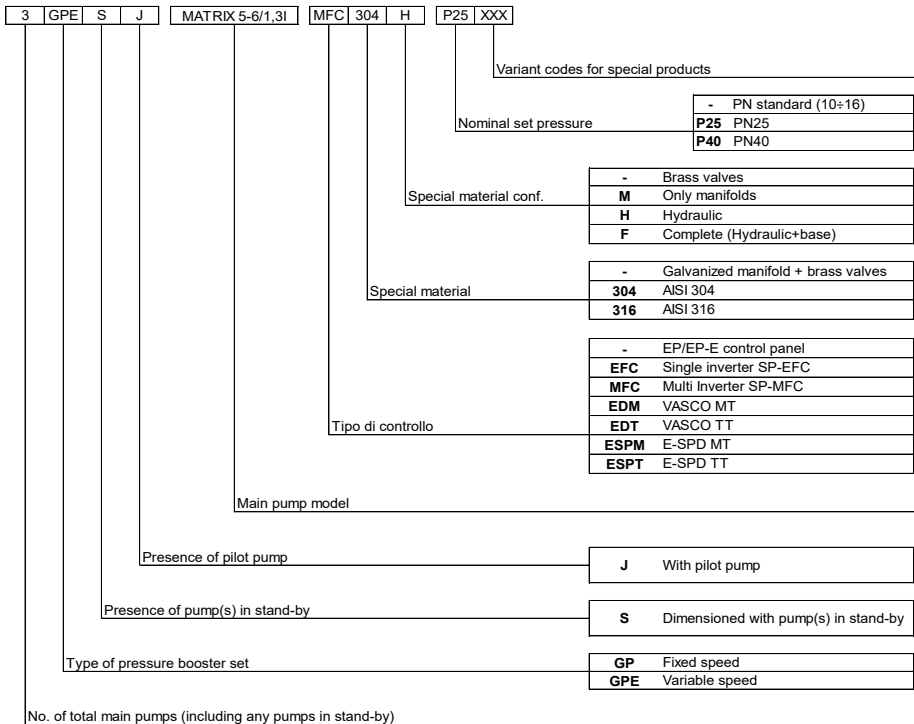 3 GPE S J MATRIX 5-6/1,3I MFC 304 H P25 XXX
Variant codes for special products
- PN standard (10÷16)
Nominal set pressure P25 PN25
P40 PN40
- Brass valves
Special material conf. M Only manifolds
H Hydraulic
F Complete (Hydraulic+base)
- Galvanized manifold + brass valves
Special material 304 AISI 304
316 AISI 316
- EP/EP-E control panel
EFC Single inverter SP-EFC
MFC Multi Inverter SP-MFC
EDM VASCO MT
Tipo di controllo EDT VASCO TT
ESPM E-SPD MT
ESPT E-SPD TT
Main pump model
Presence of pilot pump
J With pilot pump
Presence of pump(s) in stand-by
S Dimensioned with pump(s) in stand-by
Type of pressure booster set GP Fixed speed
GPE Variable speed
No. of total main pumps (including any pumps in stand-by)